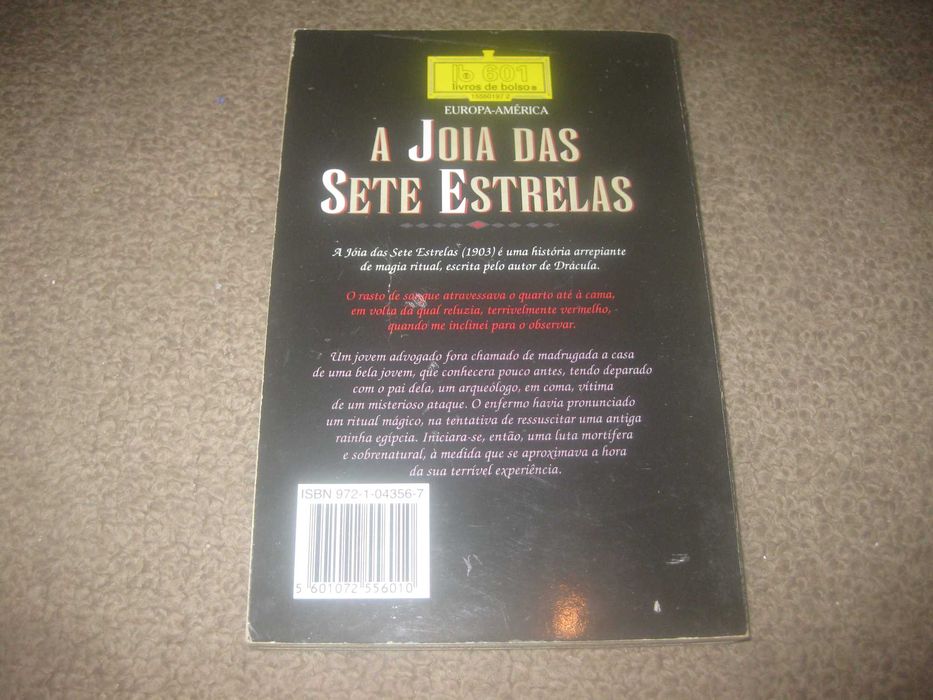 lb 601
livros de bolso
15560197 2
EUROPA-AMÉRICA
A JOIA DAS
SETE ESTRELAS
A Jóia das Sete Estrelas (1903) é uma história arrepiante
de magia ritual, escrita pelo autor de Drácula.
O rasto de sangue atravessava o quarto até à cama,
em volta da qual reluzia, terrivelmente vermelho,
quando me inclinei para o observar.
Um jovem advogado fora chamado de madrugada a casa
de uma bela jovem, que conhecera pouco antes, tendo deparado
com o pai dela, um arqueólogo, em coma, vítima
de um misterioso ataque. O enfermo havia pronunciado
um ritual mágico, na tentativa de ressuscitar uma antiga
rainha egípcia. Iniciara-se, então, uma luta mortífera
e sobrenatural, à medida que se aproximava a hora
da sua terrível experiência.
ISBN 972-1-04356-7
5 601072 556010